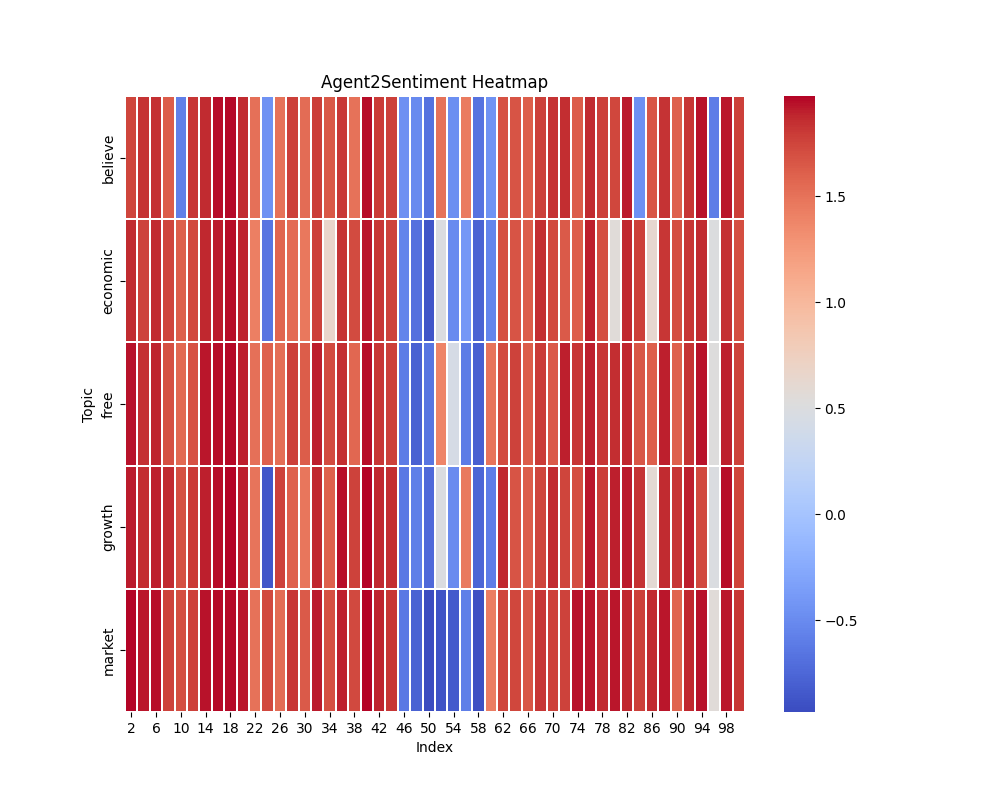 Agent2Sentiment Heatmap
Topic
believe
economic
free
growth
market
2 6 10 14 18 22 26 30 34 38 42 46 50 54 58 62 66 70 74 78 82 86 90 94 98
Index
1.5
1.0
0.5
0.0
−0.5